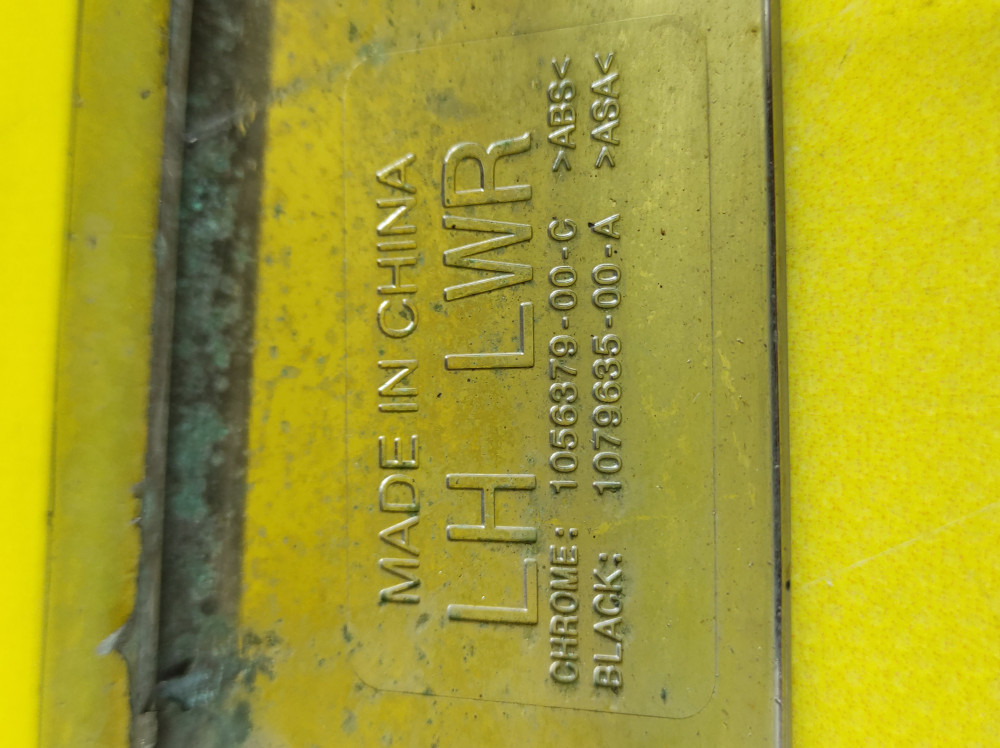 MADE IN CHINA
LH LWR
CHROME: 1056379-00-C >ABS<
BLACK: 1079635-00-A >ASA<